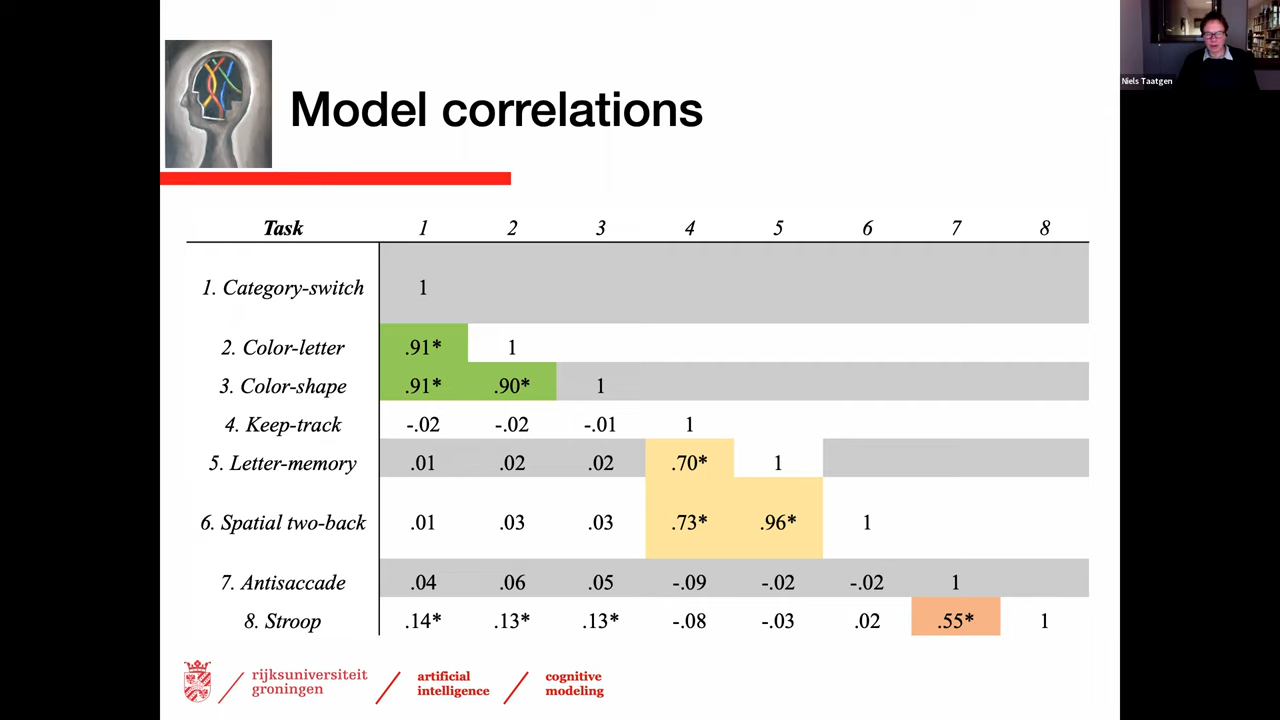 Niels Taatgen
Model correlations
Task 1 2 3 4 5 6 7 8
1. Category-switch 1
2. Color-letter .91* 1
3. Color-shape .91* .90* 1
4. Keep-track -.02 -.02 -.01 1
5. Letter-memory .01 .02 .02 .70* 1
6. Spatial two-back .01 .03 .03 .73* .96* 1
7. Antisaccade .04 .06 .05 -.09 -.02 -.02 1
8. Stroop .14* .13* .13* -.08 -.03 .02 .55* 1
rijksuniversiteit
groningen
artificial
intelligence
cognitive
modeling